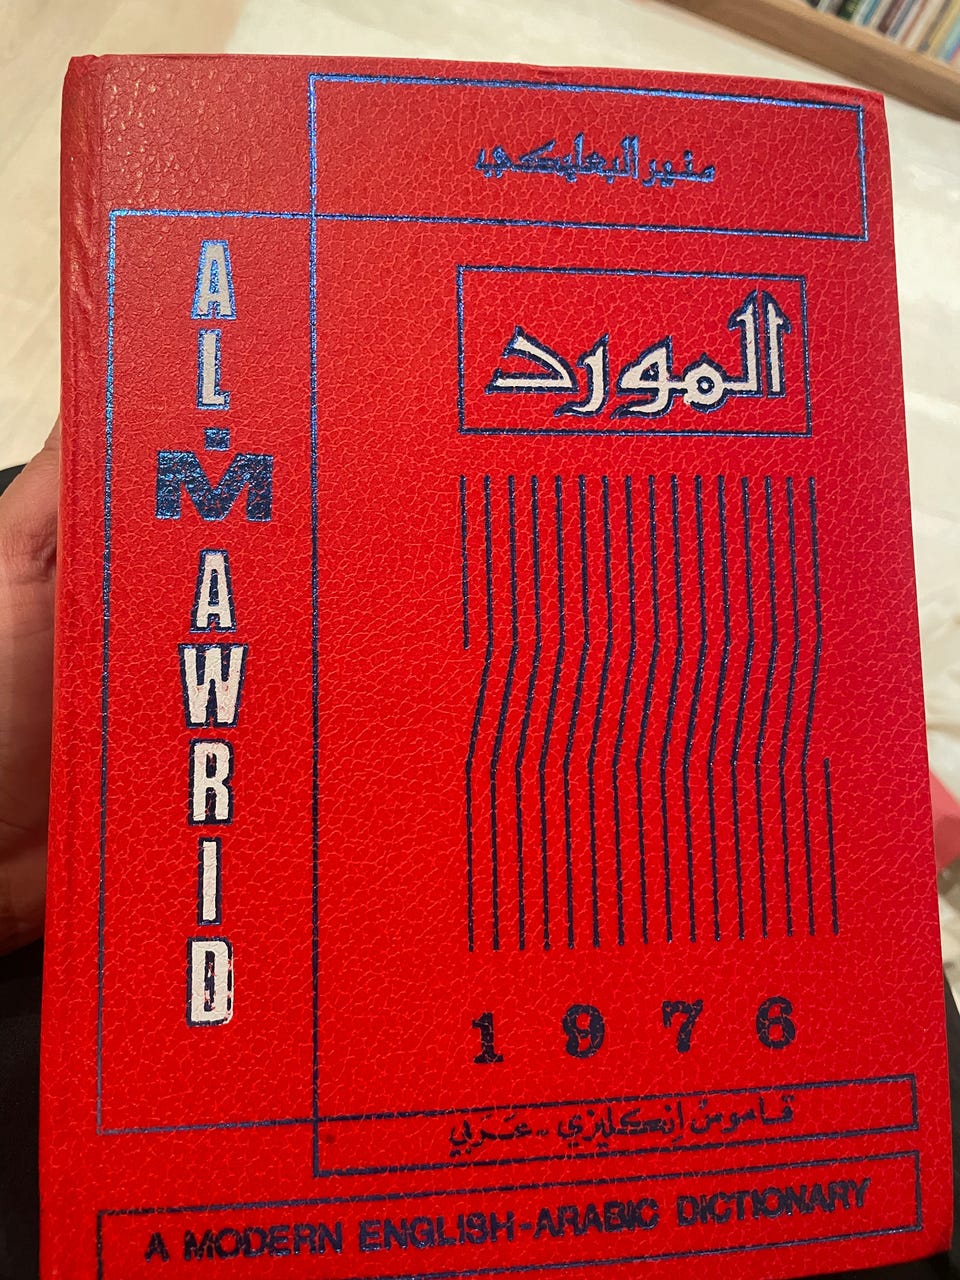 منير البعلبكي
المورد
AL-MAWRID
1976
قاموس إنكليزي - عربي
A MODERN ENGLISH-ARABIC DICTIONARY